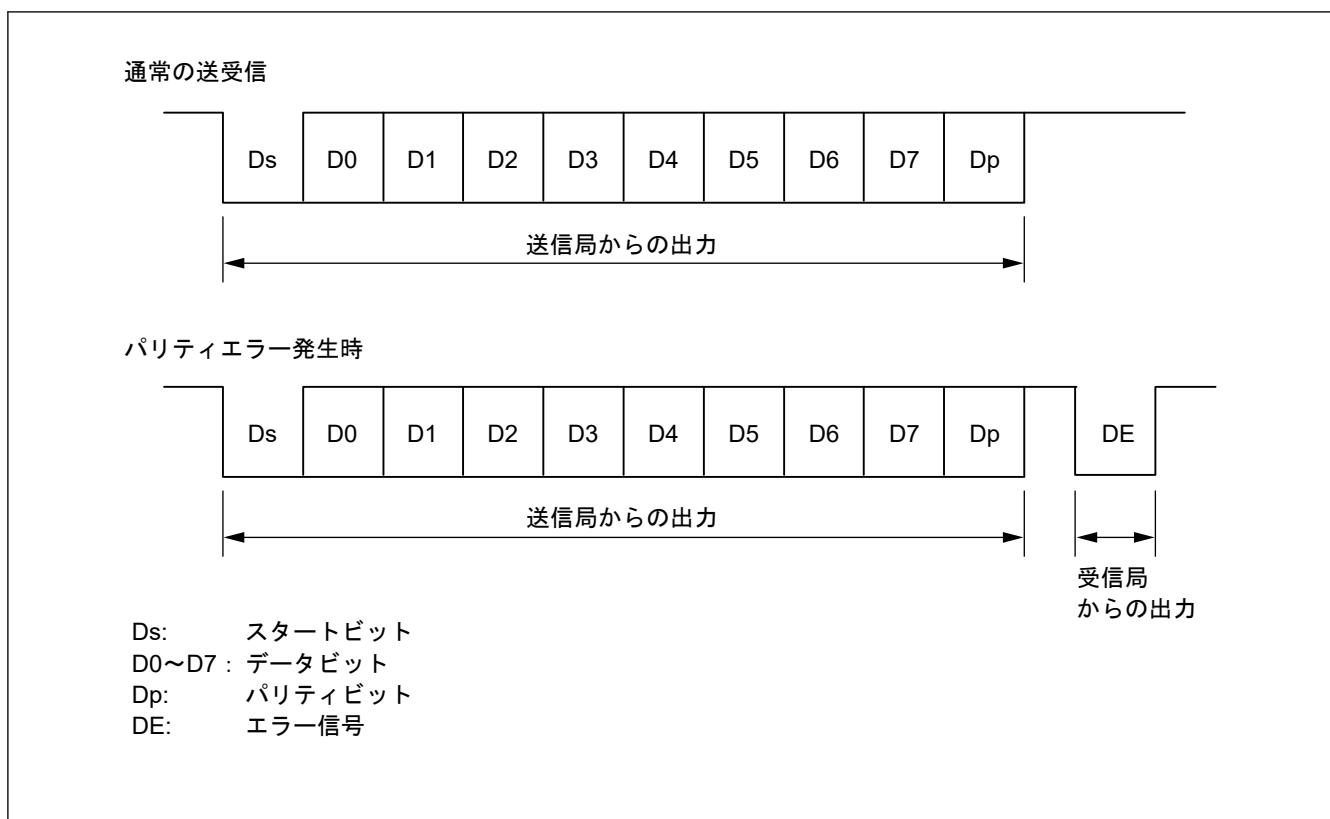 通常の送受信
Ds D0 D1 D2 D3 D4 D5 D6 D7 Dp
送信局からの出力
パリティエラー発生時
Ds D0 D1 D2 D3 D4 D5 D6 D7 Dp DE
送信局からの出力
受信局
からの出力
Ds: スタートビット
D0～D7 : データビット
Dp: パリティビット
DE: エラー信号